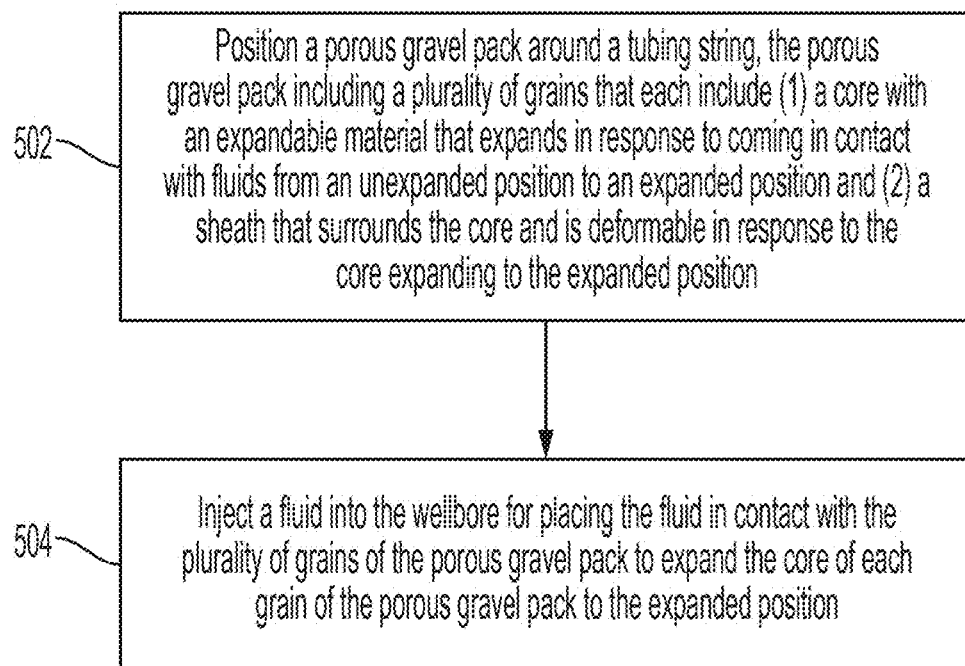 Position a porous gravel pack around a tubing string, the porous
gravel pack including a plurality of grains that each include (1) a core with
an expandable material that expands in response to coming in contact
with fluids from an unexpanded position to an expanded position and (2) a
sheath that surrounds the core and is deformable in response to the
core expanding to the expanded position
502
Inject a fluid into the wellbore for placing the fluid in contact with the
plurality of grains of the porous gravel pack to expand the core of each
grain of the porous gravel pack to the expanded position
504